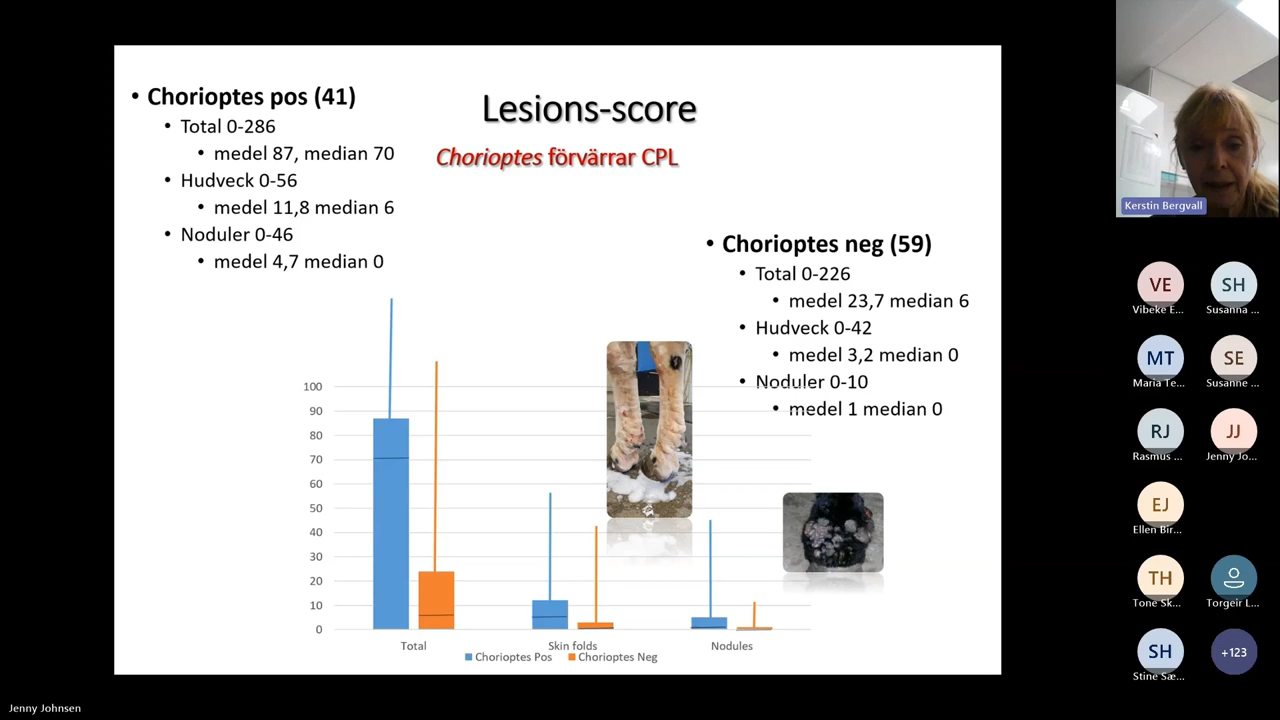 Lesions-score
Chorioptes förvärrar CPL
• Chorioptes pos (41)
• Total 0-286
• medel 87, median 70
• Hudveck 0-56
• medel 11,8 median 6
• Noduler 0-46
• medel 4,7 median 0
• Chorioptes neg (59)
• Total 0-226
• medel 23,7 median 6
• Hudveck 0-42
• medel 3,2 median 0
• Noduler 0-10
• medel 1 median 0
100
90
80
70
60
50
40
30
20
10
0
Total
Skin folds
Nodules
Chorioptes Pos
Chorioptes Neg
Kerstin Bergvall
VE
Vibeke E...
SH
Susanna ...
MT
Maria Te...
SE
Susanne ...
RJ
Rasmus ...
JJ
Jenny Jo...
EJ
Ellen Bir...
TH
Tone Sk...
Torgeir L...
SH
Stine Sæ...
+123
Jenny Johnsen